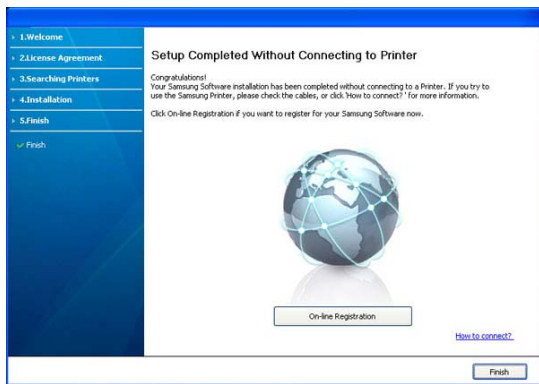 1.Welcome
2.License Agreement
3.Searching Printers
4.Installation
5.Finish
Finish
Setup Completed Without Connecting to Printer
Congratulations!
Your Samsung Software installation has been completed without connecting to a Printer. If you try to
use the Samsung Printer, please check the cables, or click 'How to connect? ' for more information.
Click On-line Registration if you want to register for your Samsung Software now.
On-line Registration
How to connect?
Finish